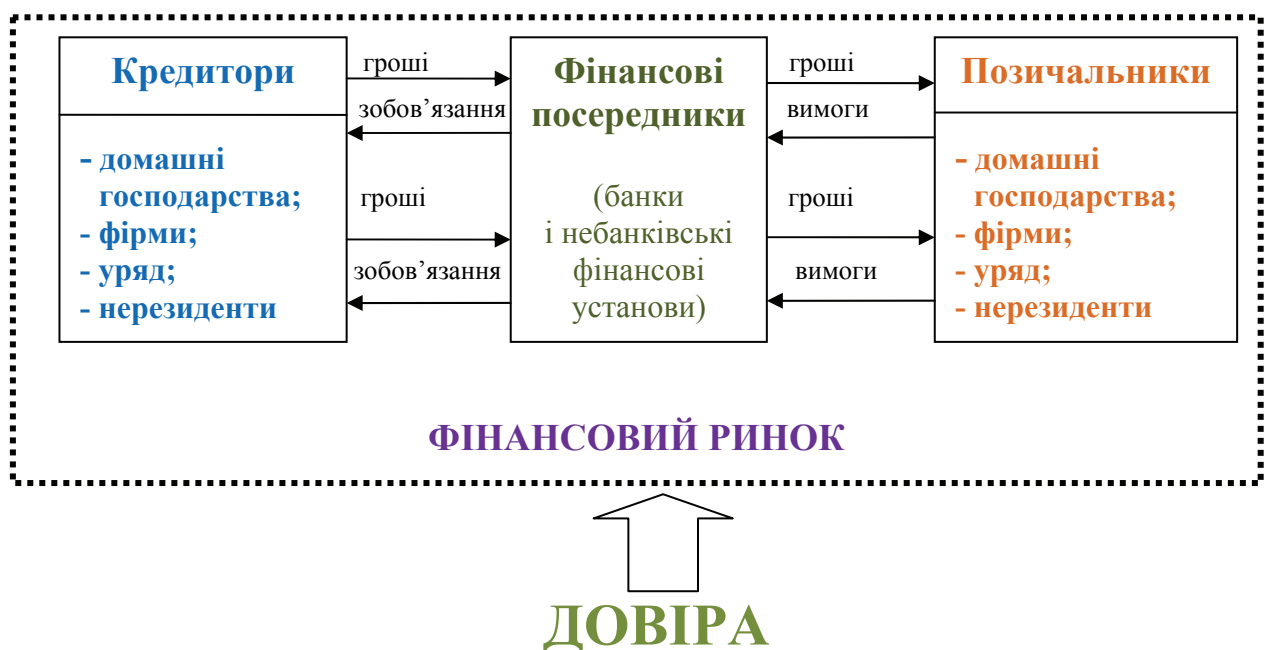 Кредитори
- домашні
господарства;
- фірми;
- уряд;
- нерезиденти
гроші
зобов’язання
гроші
зобов’язання
Фінансові
посередники
(банки
і небанківські
фінансові
установи)
гроші
вимоги
гроші
вимоги
Позичальники
- домашні
господарства;
- фірми;
- уряд;
- нерезиденти
ФІНАНСОВИЙ РИНОК
ДОВІРА